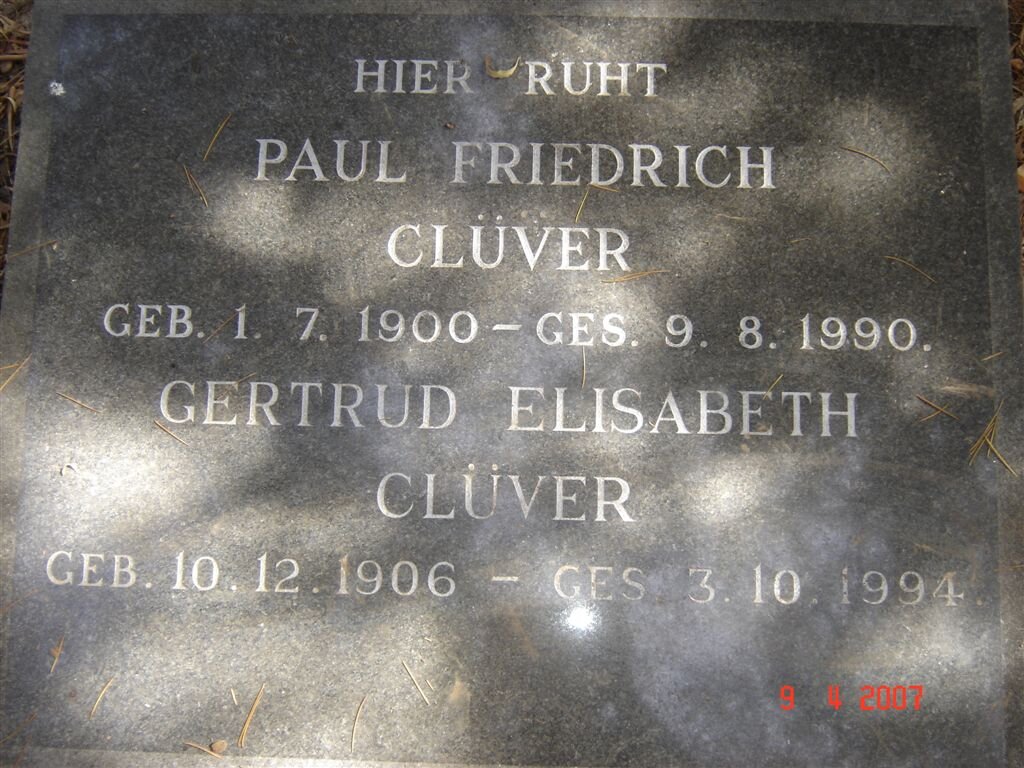 HIER RUHT
PAUL FRIEDRICH
CLÜVER
GEB. 1. 7. 1900 – GES. 9. 8. 1990.
GERTRUD ELISABETH
CLÜVER
GEB. 10. 12. 1906 – GES. 3. 10. 1994.
9 4 2007